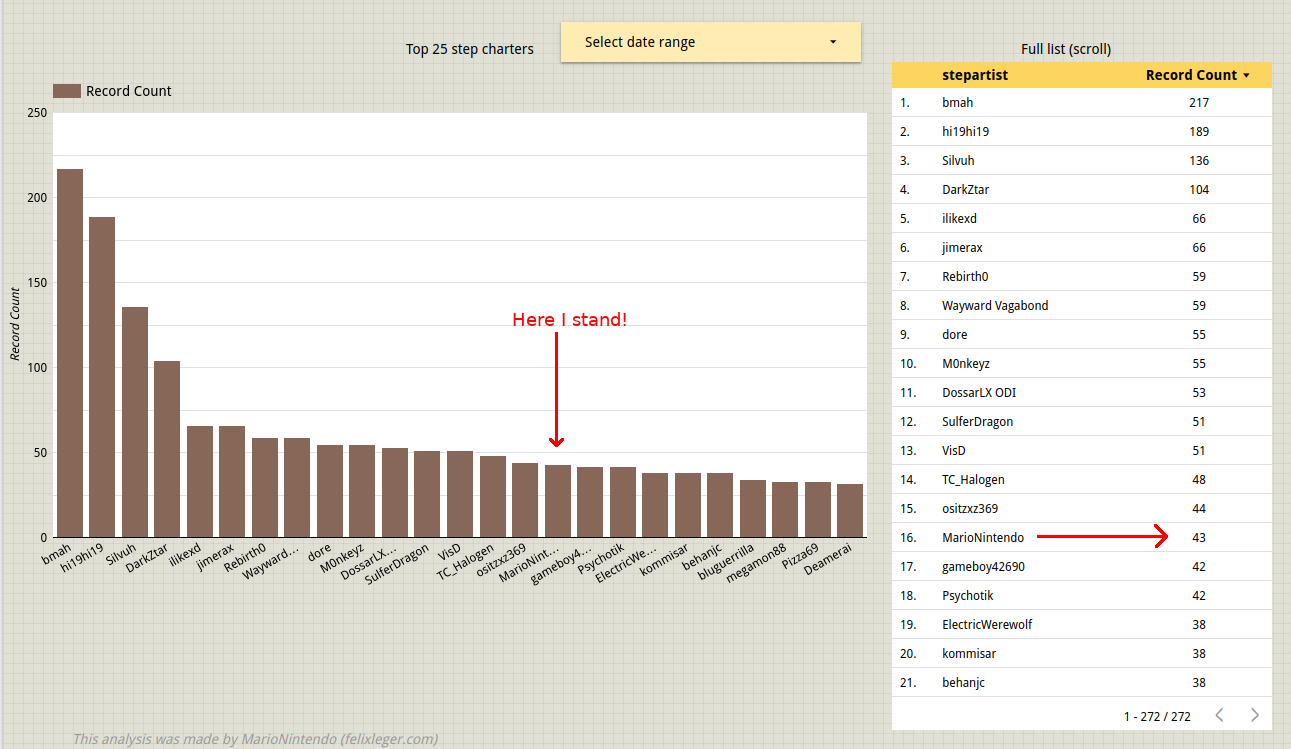 Top 25 step charters
Select date range
Full list (scroll)
Record Count
250
200
150
100
50
0
Record Count
Here I stand!
bmah
hi19hi19
Silvuh
DarkZtar
ilikexd
jimerax
Rebirth0
Wayward...
dore
M0nkeyz
DossarLX...
SulferDragon
VisD
TC_Halogen
ositzxz369
MarioNint...
gameboy4...
Psychotik
ElectricWe...
kommisar
behanjc
bluguerrilla
megamon88
Pizza69
Deamerai
stepartist Record Count
1. bmah 217
2. hi19hi19 189
3. Silvuh 136
4. DarkZtar 104
5. ilikexd 66
6. jimerax 66
7. Rebirth0 59
8. Wayward Vagabond 59
9. dore 55
10. M0nkeyz 55
11. DossarLX ODI 53
12. SulferDragon 51
13. VisD 51
14. TC_Halogen 48
15. ositzxz369 44
16. MarioNintendo 43
17. gameboy42690 42
18. Psychotik 42
19. ElectricWerewolf 38
20. kommisar 38
21. behanjc 38
1 - 272 / 272
This analysis was made by MarioNintendo (felixleger.com)